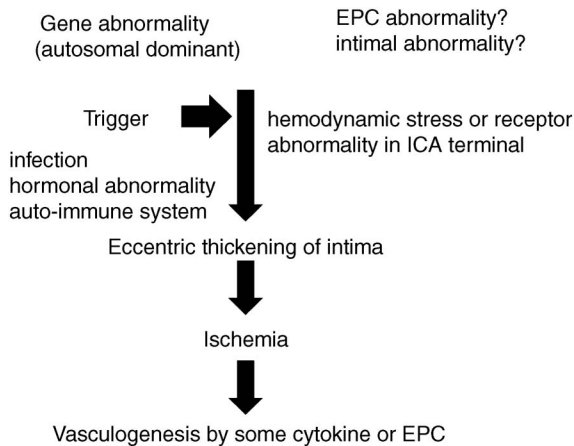 Gene abnormality
(autosomal dominant)
EPC abnormality?
intimal abnormality?
Trigger
hemodynamic stress or receptor
abnormality in ICA terminal
infection
hormonal abnormality
auto-immune system
Eccentric thickening of intima
Ischemia
Vasculogenesis by some cytokine or EPC